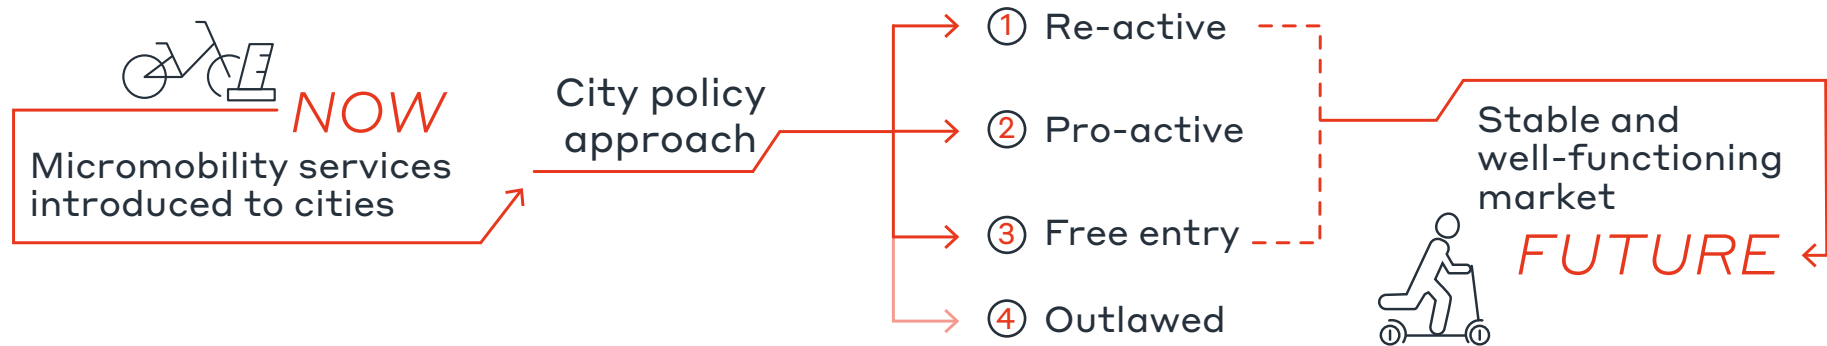 NOW
Micromobility services
introduced to cities
City policy
approach
1 Re-active
2 Pro-active
3 Free entry
4 Outlawed
Stable and
well-functioning
market
FUTURE